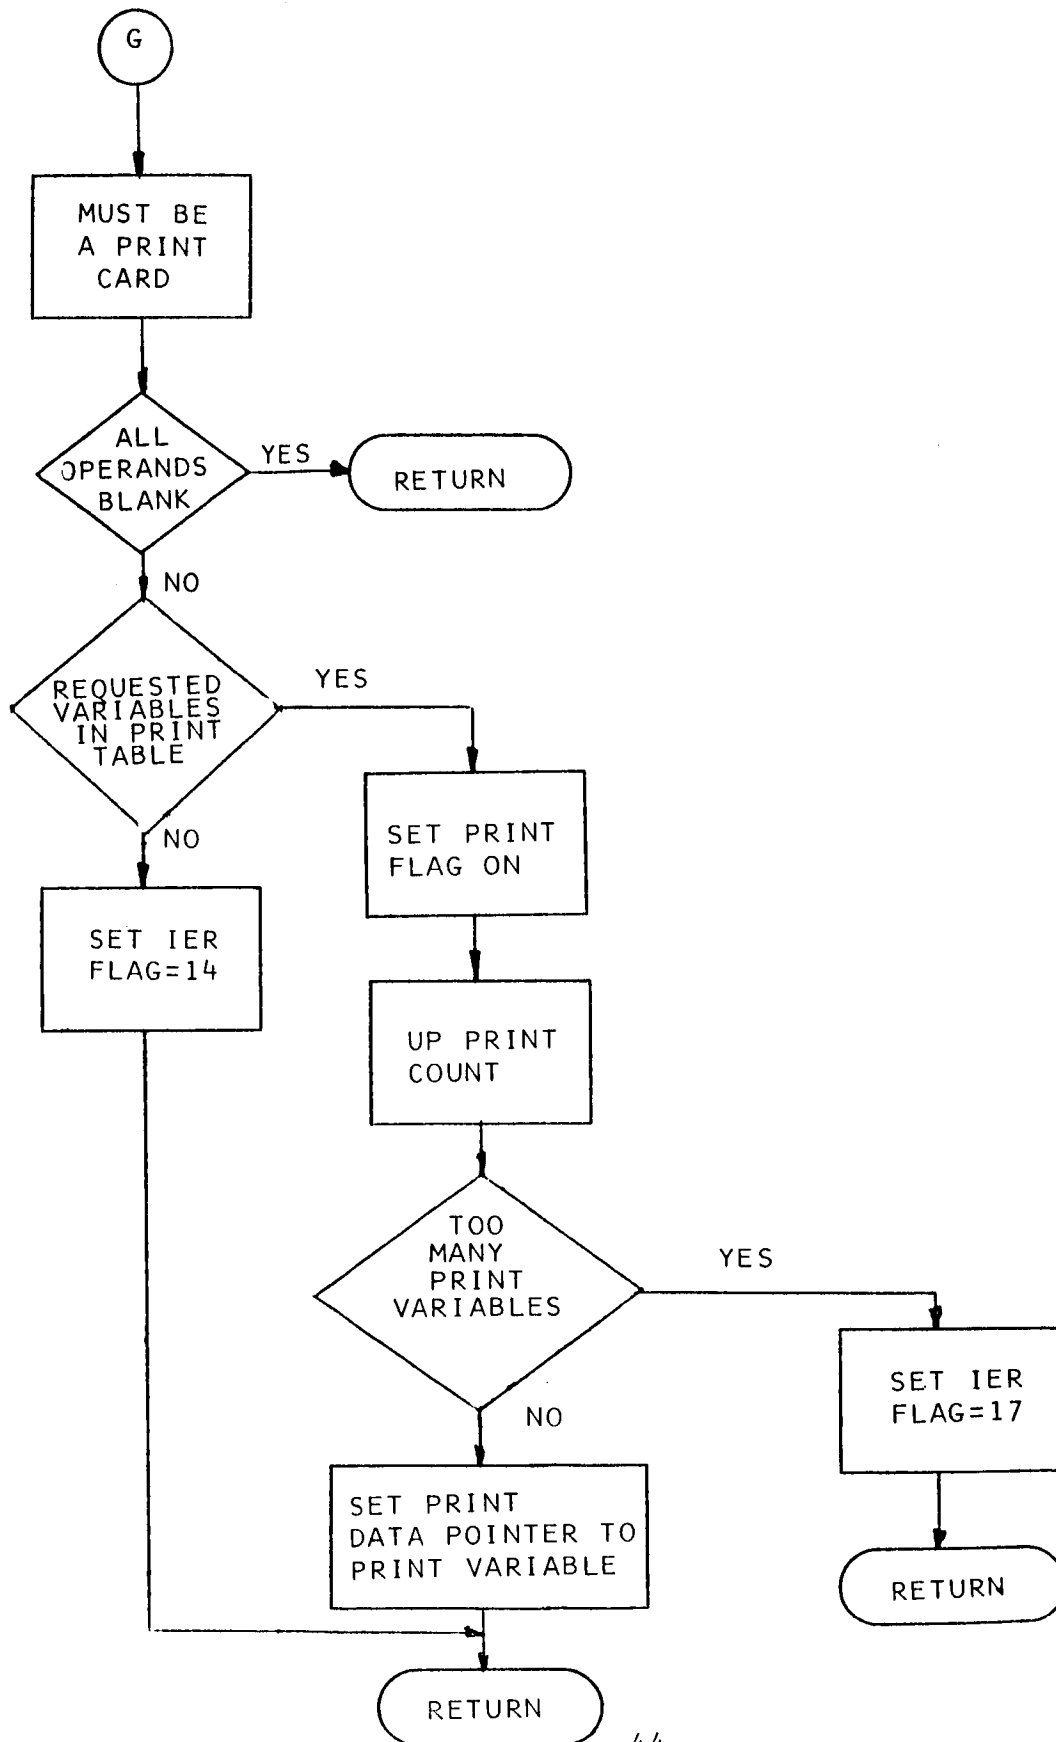 G
MUST BE
A PRINT
CARD
ALL
OPERANDS
BLANK
YES
RETURN
NO
REQUESTED
VARIABLES
IN PRINT
TABLE
YES
NO
SET PRINT
FLAG ON
SET IER
FLAG=14
UP PRINT
COUNT
TOO
MANY
PRINT
VARIABLES
YES
SET IER
FLAG=17
NO
SET PRINT
DATA POINTER TO
PRINT VARIABLE
RETURN
RETURN
44